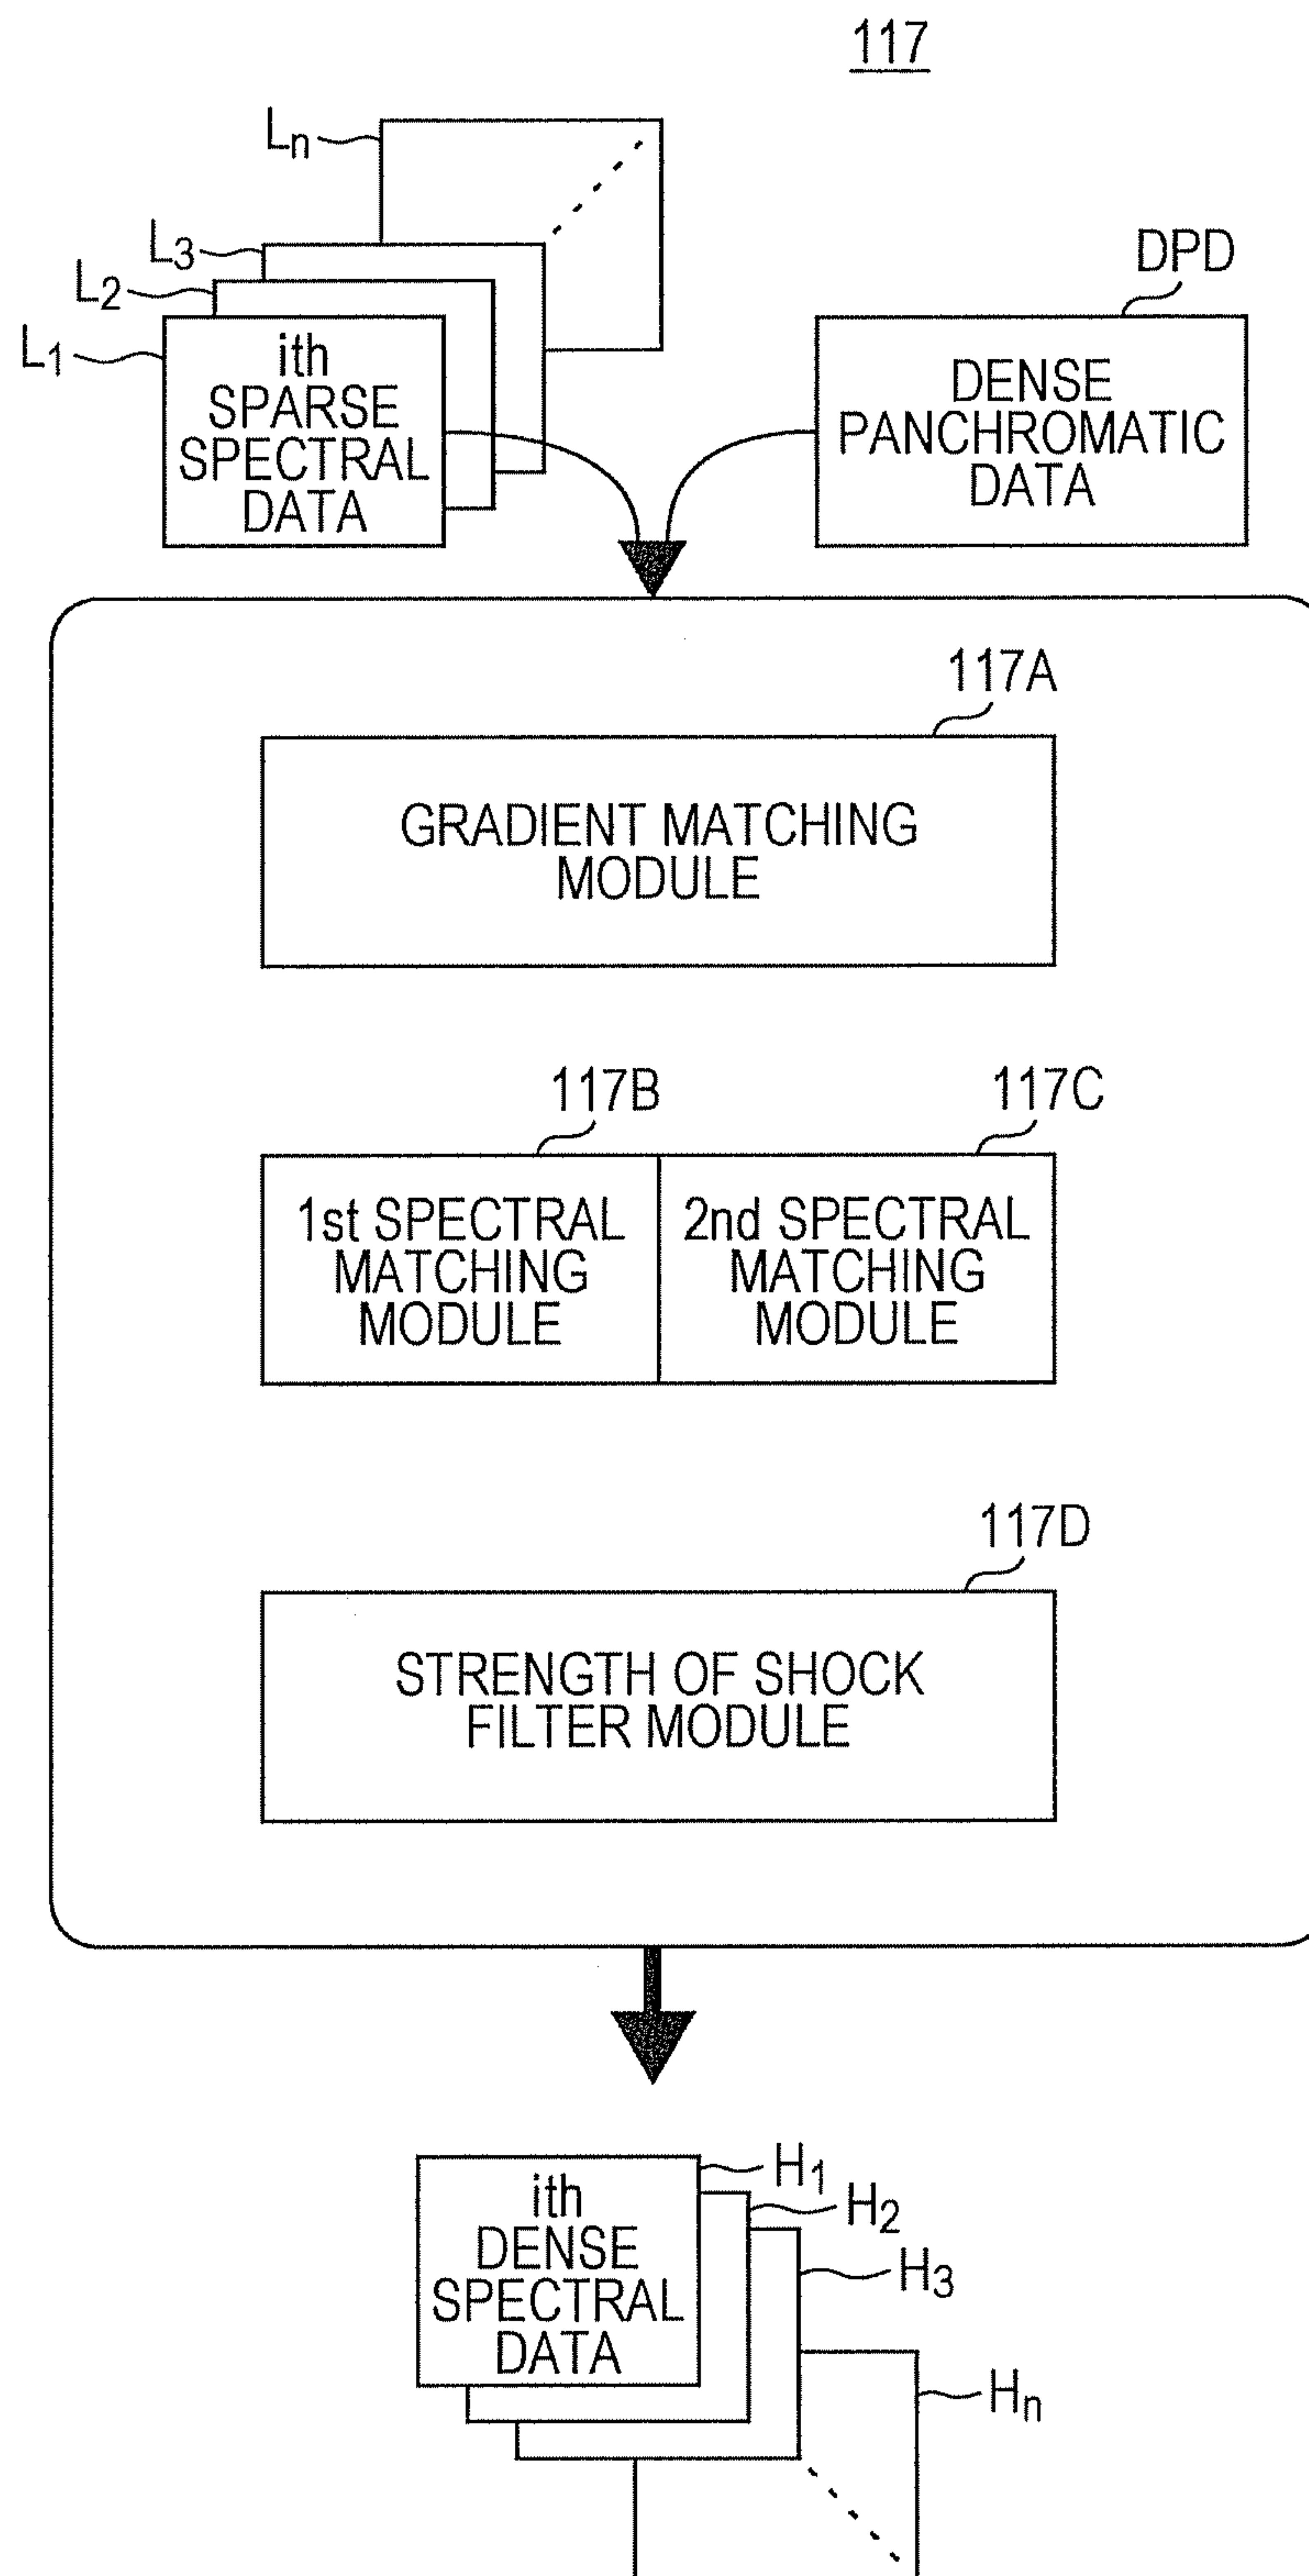 117
Ln
L3
L2
L1
ith
SPARSE
SPECTRAL
DATA
DPD
DENSE
PANCHROMATIC
DATA
117A
GRADIENT MATCHING
MODULE
117B
117C
1st SPECTRAL
MATCHING
MODULE
2nd SPECTRAL
MATCHING
MODULE
117D
STRENGTH OF SHOCK
FILTER MODULE
ith
DENSE
SPECTRAL
DATA
H1
H2
H3
Hn